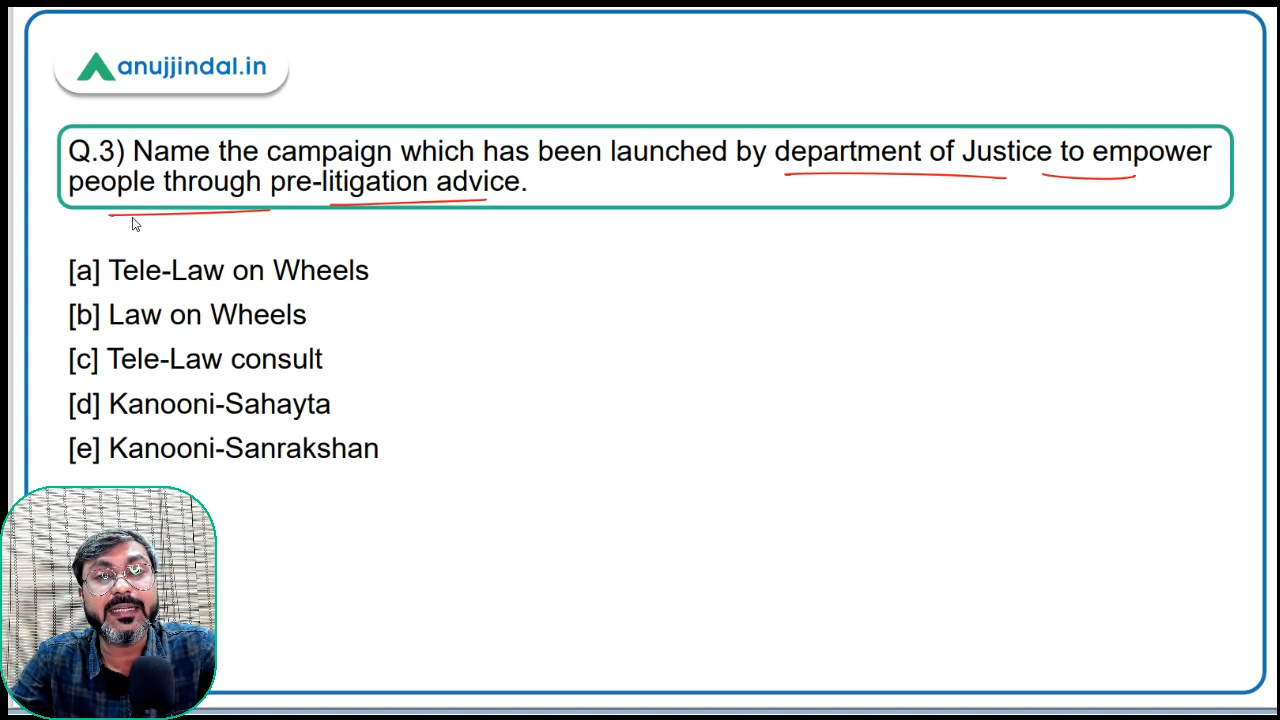 anujjindal.in
Q.3) Name the campaign which has been launched by department of Justice to empower
people through pre-litigation advice.
[a] Tele-Law on Wheels
[b] Law on Wheels
[c] Tele-Law consult
[d] Kanooni-Sahayta
[e] Kanooni-Sanrakshan